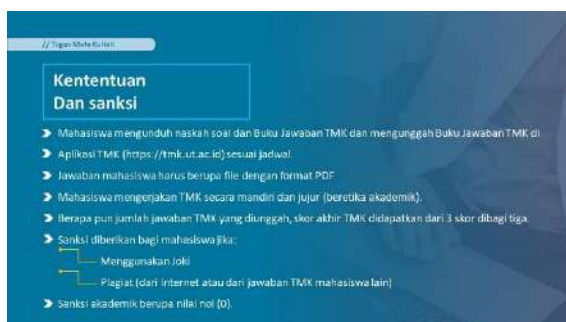 // Tugas Mata Kuliah
Kententuan
Dan sanksi
Mahasiswa mengunduh naskah soal dan Buku Jawaban TMK dan mengunggah Buku Jawaban TMK di
Aplikasi TMK (https://tmk.ut.ac.id) sesuai jadwal.
Jawaban mahasiswa harus berupa file dengan format PDF
Mahasiswa mengerjakan TMK secara mandiri dan jujur (beretika akademik).
Berapa pun jumlah jawaban TMK yang diunggah, skor akhir TMK didapatkan dari 3 skor dibagi tiga.
Sanksi diberikan bagi mahasiswa jika:
Menggunakan Joki
Plagiat (dari internet atau dari jawaban TMK mahasiswa lain)
Sanksi akademik berupa nilai nol (0).